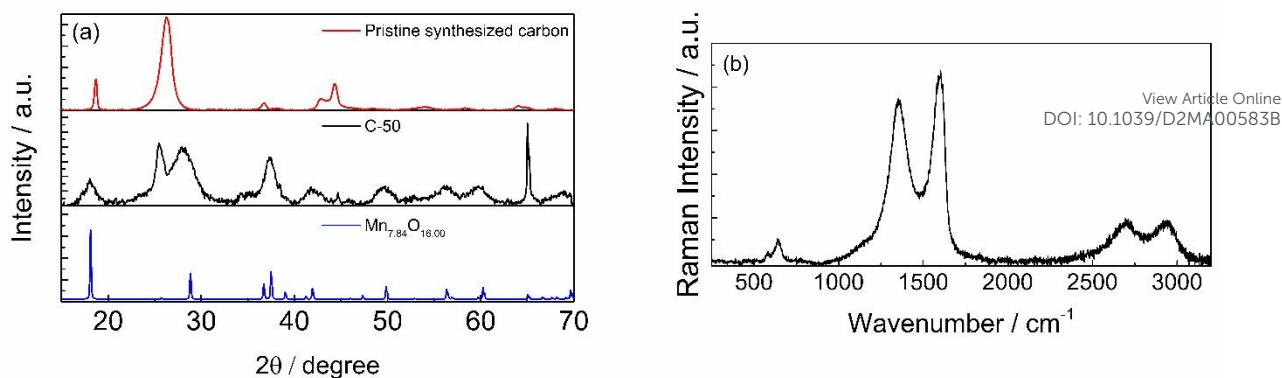 (a)
Pristine synthesized carbon
C-50
Mn7.84O16.00
Intensity / a.u.
20 30 40 50 60 70
2θ / degree
(b)
Raman Intensity / a.u.
500 1000 1500 2000 2500 3000
Wavenumber / cm-1
View Article Online
DOI: 10.1039/D2MA00583B